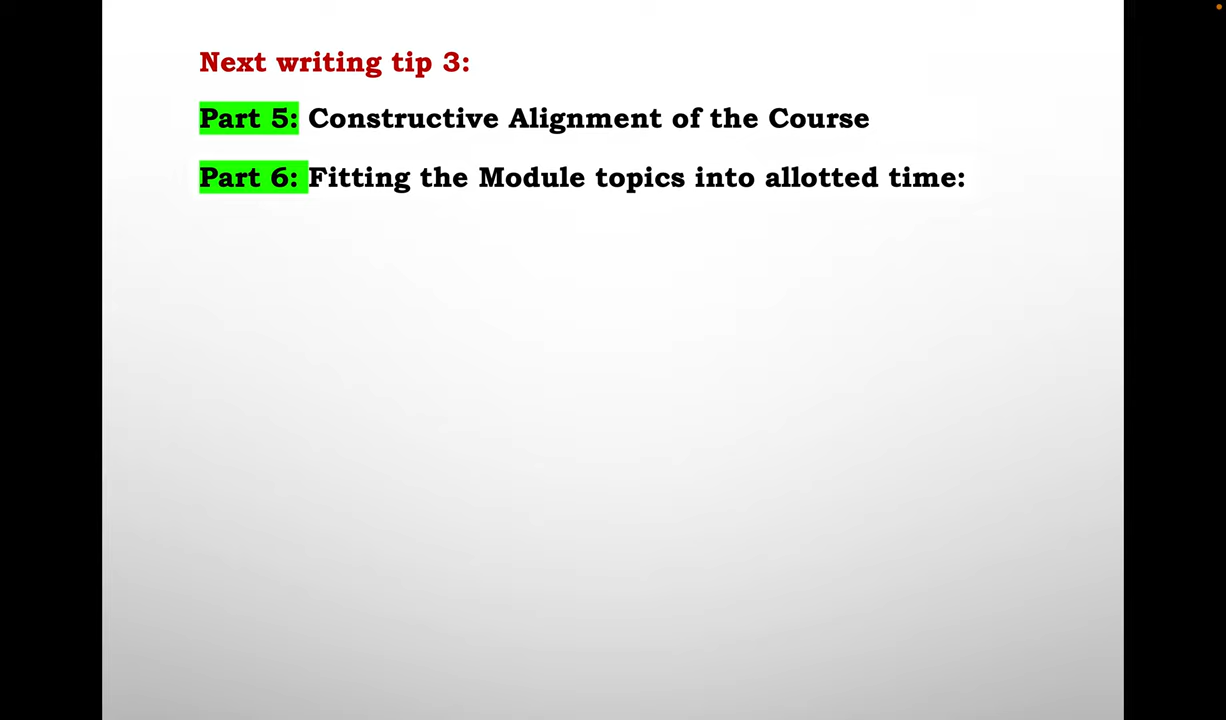 Next writing tip 3:
Part 5: Constructive Alignment of the Course
Part 6: Fitting the Module topics into allotted time: